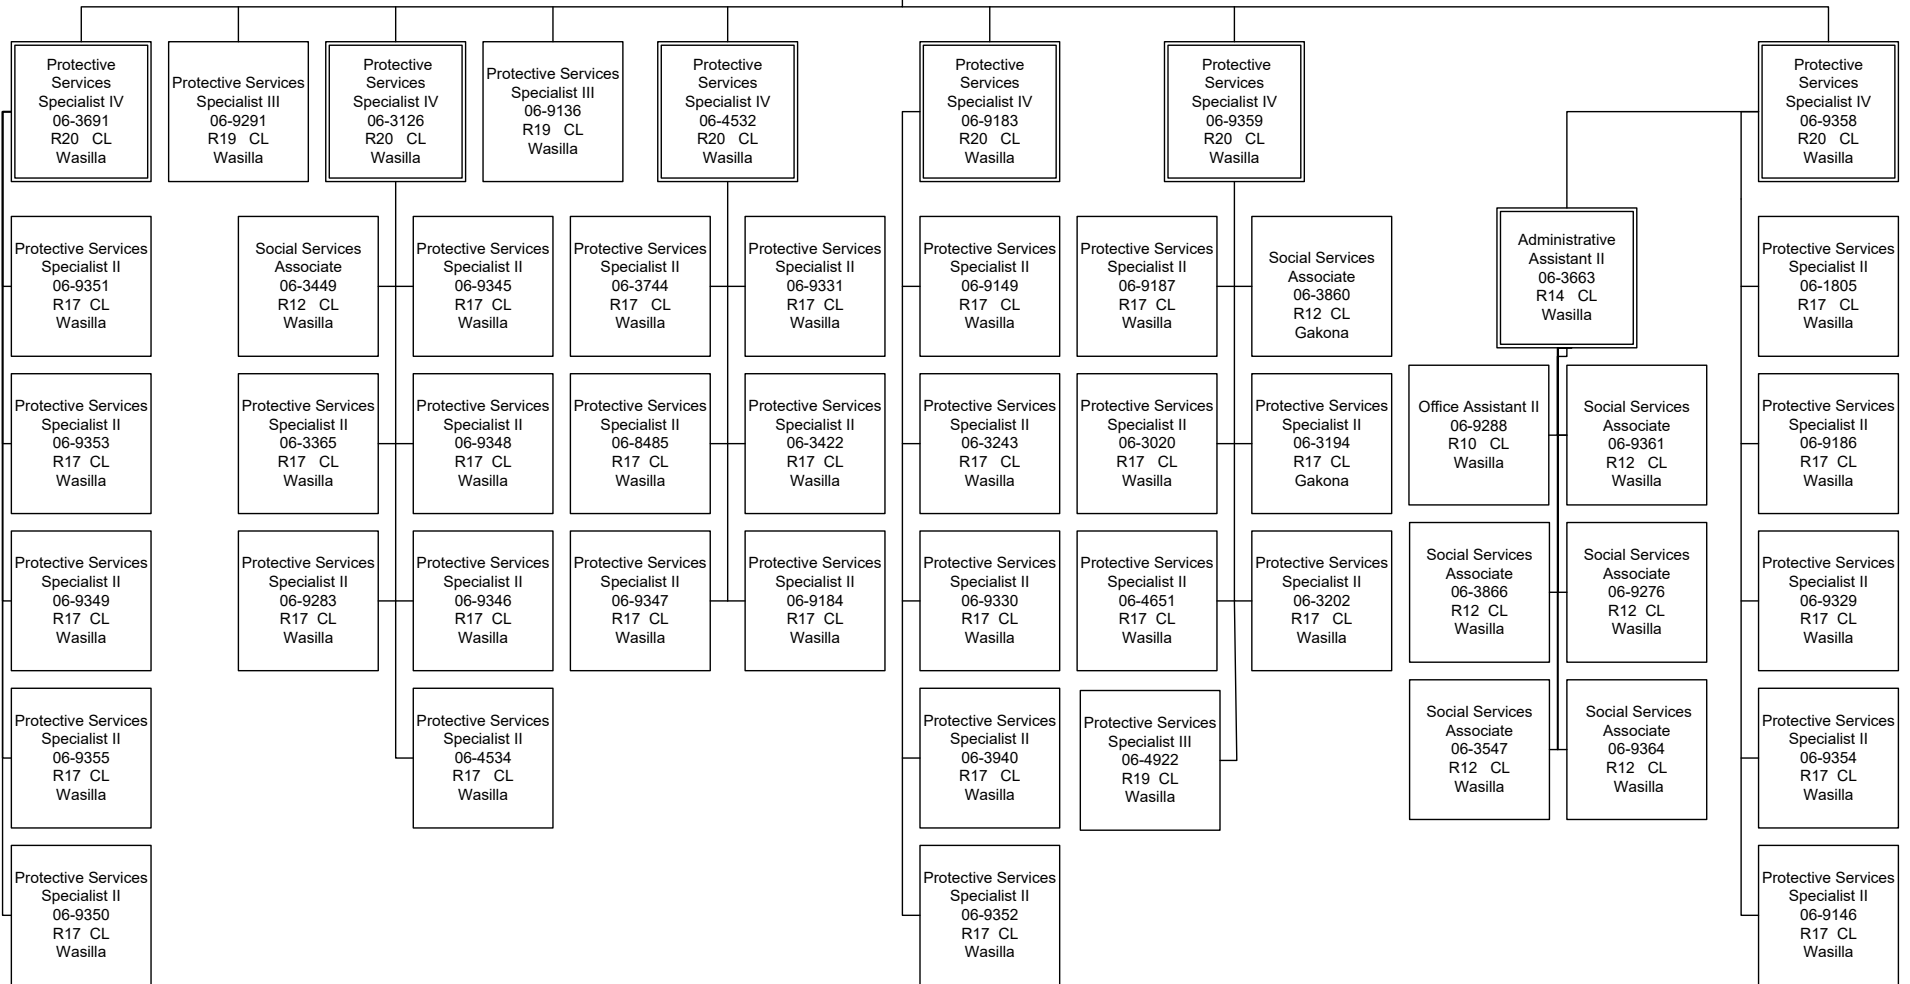 Protective
Services
Specialist IV
06-3691
R20 CL
Wasilla
Protective Services
Specialist III
06-9291
R19 CL
Wasilla
Protective
Services
Specialist IV
06-3126
R20 CL
Wasilla
Protective Services
Specialist III
06-9136
R19 CL
Wasilla
Protective
Services
Specialist IV
06-4532
R20 CL
Wasilla
Protective
Services
Specialist IV
06-9183
R20 CL
Wasilla
Protective
Services
Specialist IV
06-9359
R20 CL
Wasilla
Protective
Services
Specialist IV
06-9358
R20 CL
Wasilla
Protective Services
Specialist II
06-9351
R17 CL
Wasilla
Social Services
Associate
06-3449
R12 CL
Wasilla
Protective Services
Specialist II
06-9345
R17 CL
Wasilla
Protective Services
Specialist II
06-3744
R17 CL
Wasilla
Protective Services
Specialist II
06-9331
R17 CL
Wasilla
Protective Services
Specialist II
06-9149
R17 CL
Wasilla
Protective Services
Specialist II
06-9187
R17 CL
Wasilla
Social Services
Associate
06-3860
R12 CL
Gakona
Administrative
Assistant II
06-3663
R14 CL
Wasilla
Protective Services
Specialist II
06-1805
R17 CL
Wasilla
Protective Services
Specialist II
06-9353
R17 CL
Wasilla
Protective Services
Specialist II
06-3365
R17 CL
Wasilla
Protective Services
Specialist II
06-9348
R17 CL
Wasilla
Protective Services
Specialist II
06-8485
R17 CL
Wasilla
Protective Services
Specialist II
06-3422
R17 CL
Wasilla
Protective Services
Specialist II
06-3243
R17 CL
Wasilla
Protective Services
Specialist II
06-3020
R17 CL
Wasilla
Protective Services
Specialist II
06-3194
R17 CL
Gakona
Office Assistant II
06-9288
R10 CL
Wasilla
Social Services
Associate
06-9361
R12 CL
Wasilla
Protective Services
Specialist II
06-9186
R17 CL
Wasilla
Protective Services
Specialist II
06-9349
R17 CL
Wasilla
Protective Services
Specialist II
06-9283
R17 CL
Wasilla
Protective Services
Specialist II
06-9346
R17 CL
Wasilla
Protective Services
Specialist II
06-9347
R17 CL
Wasilla
Protective Services
Specialist II
06-9184
R17 CL
Wasilla
Protective Services
Specialist II
06-9330
R17 CL
Wasilla
Protective Services
Specialist II
06-4651
R17 CL
Wasilla
Protective Services
Specialist II
06-3202
R17 CL
Wasilla
Social Services
Associate
06-3866
R12 CL
Wasilla
Social Services
Associate
06-9276
R12 CL
Wasilla
Protective Services
Specialist II
06-9329
R17 CL
Wasilla
Protective Services
Specialist II
06-9355
R17 CL
Wasilla
Protective Services
Specialist II
06-4534
R17 CL
Wasilla
Protective Services
Specialist II
06-3940
R17 CL
Wasilla
Protective Services
Specialist III
06-4922
R19 CL
Wasilla
Social Services
Associate
06-3547
R12 CL
Wasilla
Social Services
Associate
06-9364
R12 CL
Wasilla
Protective Services
Specialist II
06-9354
R17 CL
Wasilla
Protective Services
Specialist II
06-9350
R17 CL
Wasilla
Protective Services
Specialist II
06-9352
R17 CL
Wasilla
Protective Services
Specialist II
06-9146
R17 CL
Wasilla